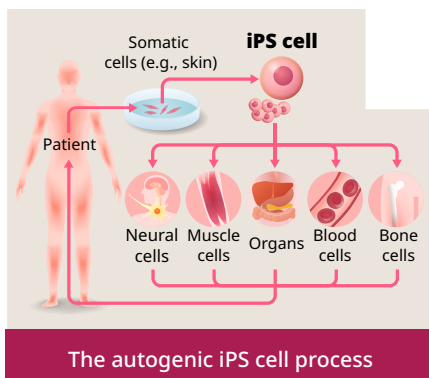 iPS cell
Somatic
cells (e.g., skin)
Patient
Neural
cells
Muscle
cells
Organs
Blood
cells
Bone
cells
The autogenic iPS cell process